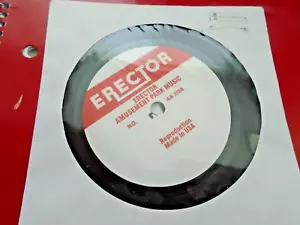 ERECTOR
ERECTOR
AMUSEMENT PARK MUSIC
NO.
Reproduction
Made in USA